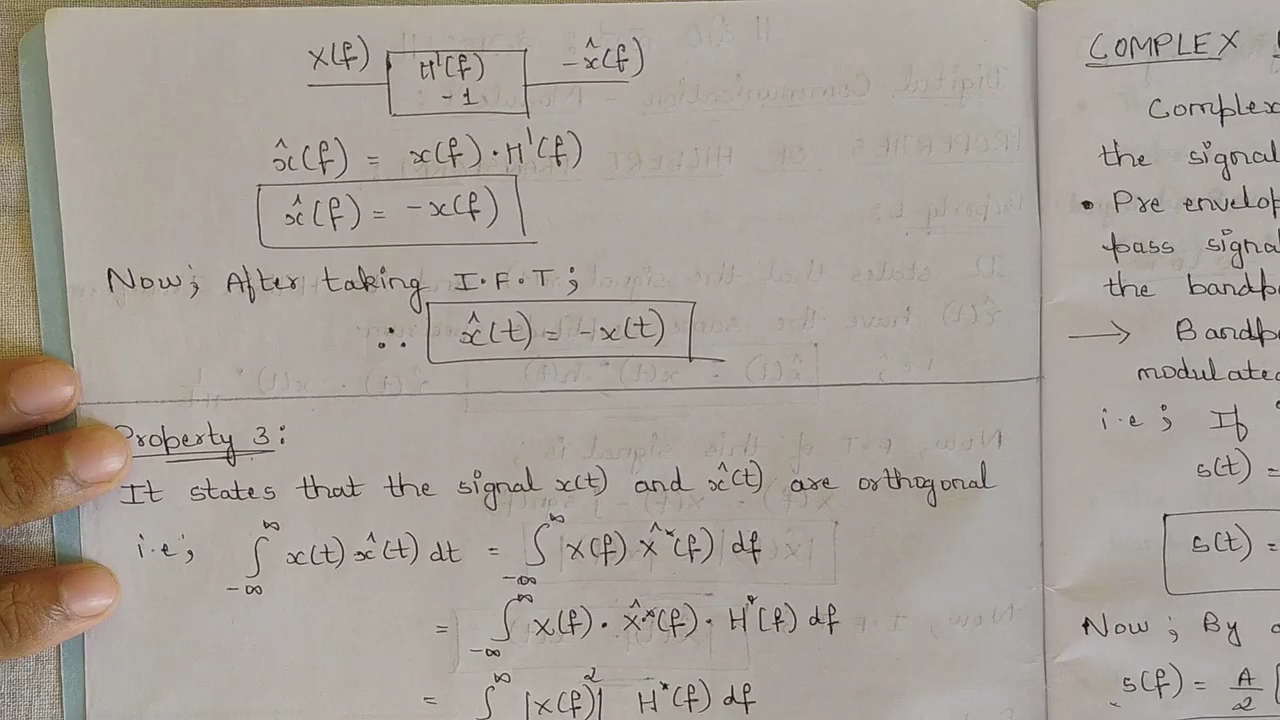 X(f) H'(f) -x̂(f)
-1
x̂(f) = x(f)·H'(f)
x̂(f) = -x(f)
Now; After taking I.F.T;
∴ x̂(t) = -x(t)
Property 3:
It states that the signal x(t) and x̂(t) are orthogonal
i.e; ∫_{-∞}^{∞} x(t) x̂(t) dt = ∫_{-∞}^{∞} X(f) X̂*(f) df
= ∫_{-∞}^{∞} X(f)· X̂*(f)· H*(f) df
= ∫^{∞} |X(f)|² H*(f) df
COMPLEX
Complex
the signal
• Pre envelop
pass signal
the bandp
→ Bandp
modulated
i.e; If
s(t) =
s(t) =
Now; By
s(f) = A/2